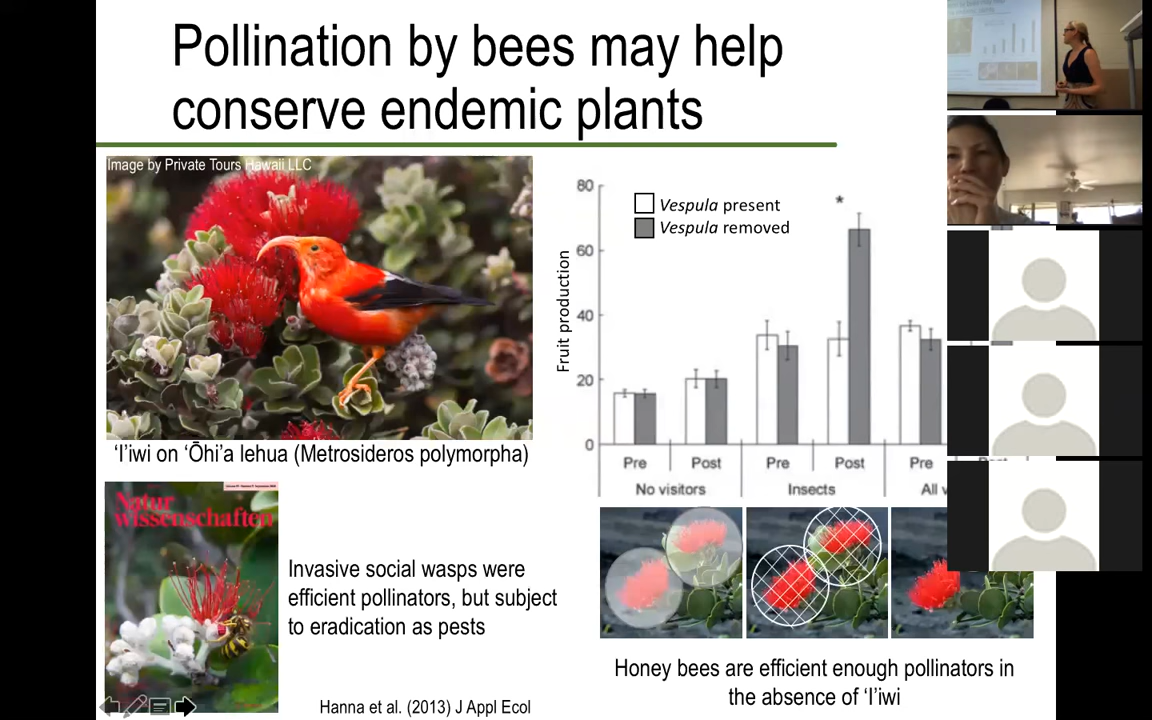 Pollination by bees may help
conserve endemic plants
Image by Private Tours Hawaii LLC
‘I’iwi on ‘Ōhi’a lehua (Metrosideros polymorpha)
Natur
wissenschaften
Invasive social wasps were
efficient pollinators, but subject
to eradication as pests
Hanna et al. (2013) J Appl Ecol
Fruit production
80
60
40
20
0
Vespula present
Vespula removed
*
Pre Post Pre Post Pre
No visitors Insects All v
Honey bees are efficient enough pollinators in
the absence of ‘I’iwi